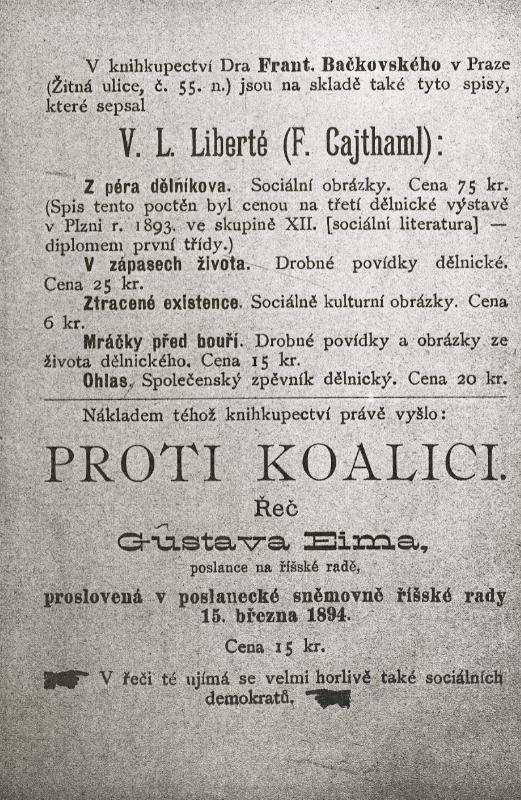 V knihkupectví Dra Frant. Bačkovského v Praze
(Žitná ulice, č. 55. n.) jsou na skladě také tyto spisy,
které sepsal
V. L. Liberté (F. Cajthaml):
Z péra dělníkova. Sociální obrázky. Cena 75 kr.
(Spis tento poctěn byl cenou na třetí dělnické výstavě
v Plzni r. 1893. ve skupině XII. [sociální literatura] —
diplomem první třídy.)
V zápasech života. Drobné povídky dělnické.
Cena 25 kr.
Ztracené existence. Sociálně kulturní obrázky. Cena
6 kr.
Mráčky před bouří. Drobné povídky a obrázky ze
života dělnického. Cena 15 kr.
Ohlas. Společenský zpěvník dělnický. Cena 20 kr.
Nákladem téhož knihkupectví právě vyšlo:
PROTI KOALICI.
Řeč
Gustava Eima,
poslance na říšské radě,
proslovená v poslanecké sněmovně říšské rady
15. března 1894.
Cena 15 kr.
V řeči té ujímá se velmi horlivě také sociálních
demokratů.